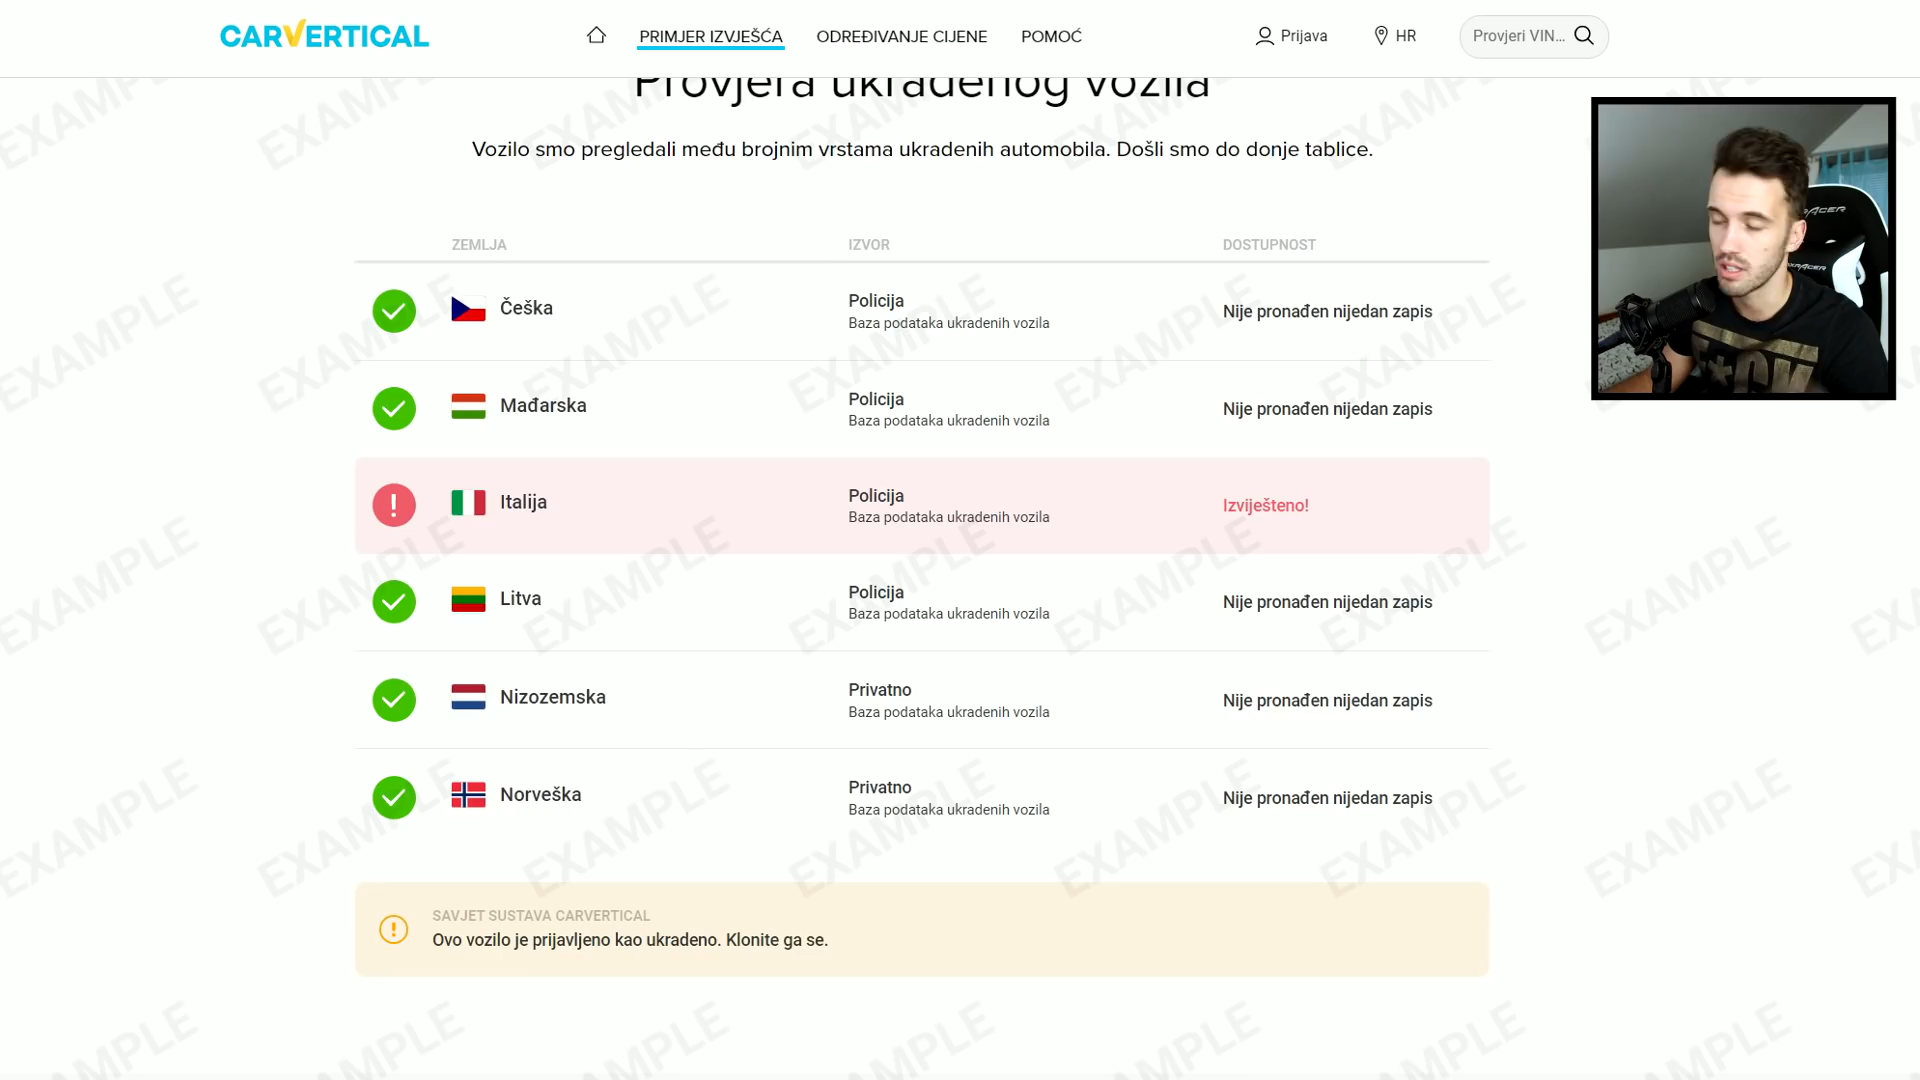 CARVERTICAL
PRIMJER IZVJEŠĆA
ODREĐIVANJE CIJENE
POMOĆ
Prijava
HR
Provjeri VIN...
Provjera ukradenog vozila
Vozilo smo pregledali među brojnim vrstama ukradenih automobila. Došli smo do donje tablice.
ZEMLJA IZVOR DOSTUPNOST
Češka
Policija
Baza podataka ukradenih vozila
Nije pronađen nijedan zapis
Mađarska
Policija
Baza podataka ukradenih vozila
Nije pronađen nijedan zapis
Italija
Policija
Baza podataka ukradenih vozila
Izviješteno!
Litva
Policija
Baza podataka ukradenih vozila
Nije pronađen nijedan zapis
Nizozemska
Privatno
Baza podataka ukradenih vozila
Nije pronađen nijedan zapis
Norveška
Privatno
Baza podataka ukradenih vozila
Nije pronađen nijedan zapis
SAVJET SUSTAVA CARVERTICAL
Ovo vozilo je prijavljeno kao ukradeno. Klonite ga se.
EXAMPLE